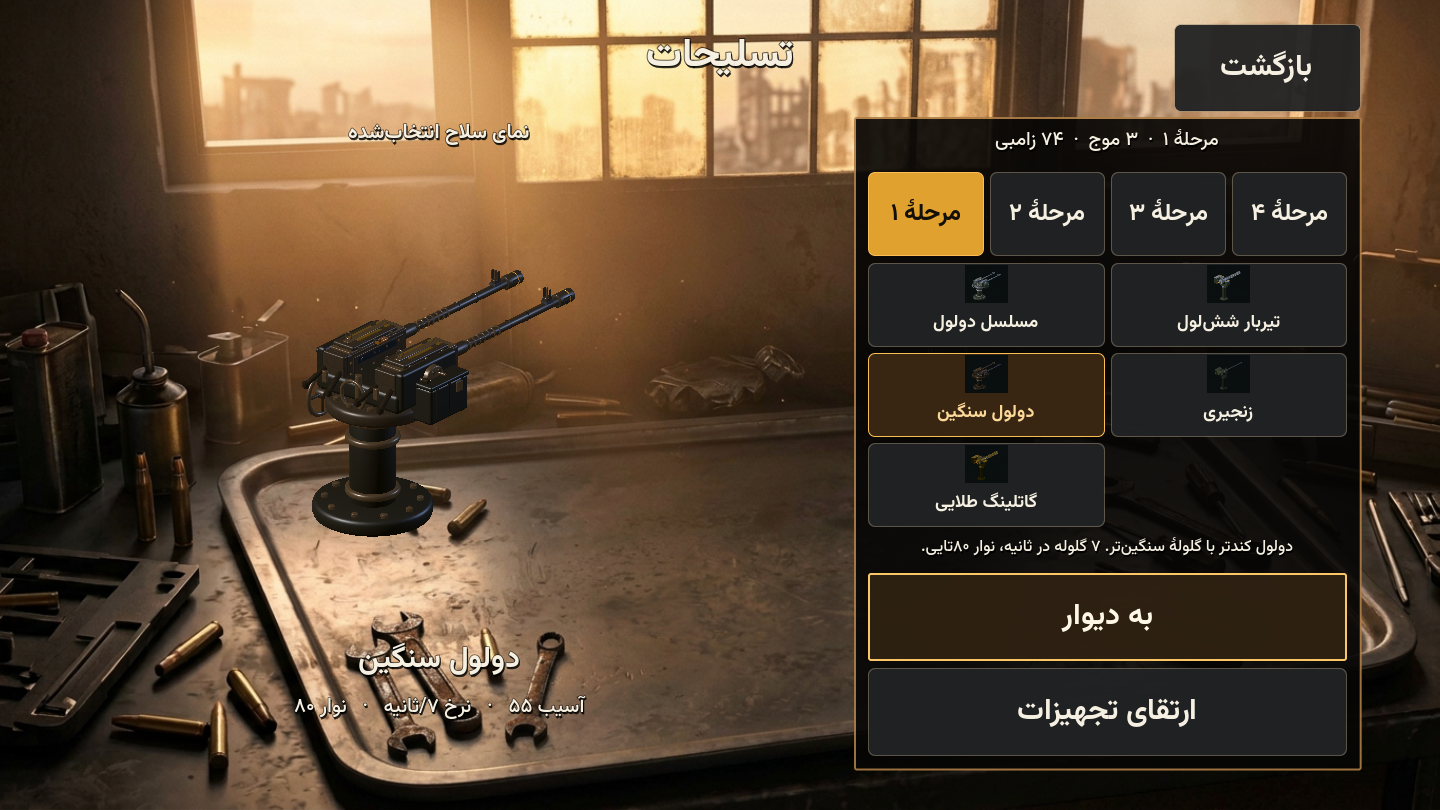 تسلیحات
بازگشت
نمای سلاح انتخاب‌شده
مرحلهٔ ۱ · ۳ موج · ۷۴ زامبی
مرحلهٔ ۴
مرحلهٔ ۳
مرحلهٔ ۲
مرحلهٔ ۱
تیربار شش‌لول
مسلسل دولول
زنجیری
دولول سنگین
گاتلینگ طلایی
دولول کندتر با گلولهٔ سنگین‌تر. ۷ گلوله در ثانیه، نوار ۸۰تایی.
به دیوار
ارتقای تجهیزات
دولول سنگین
آسیب ۵۵ · نرخ ۷/ثانیه · نوار ۸۰